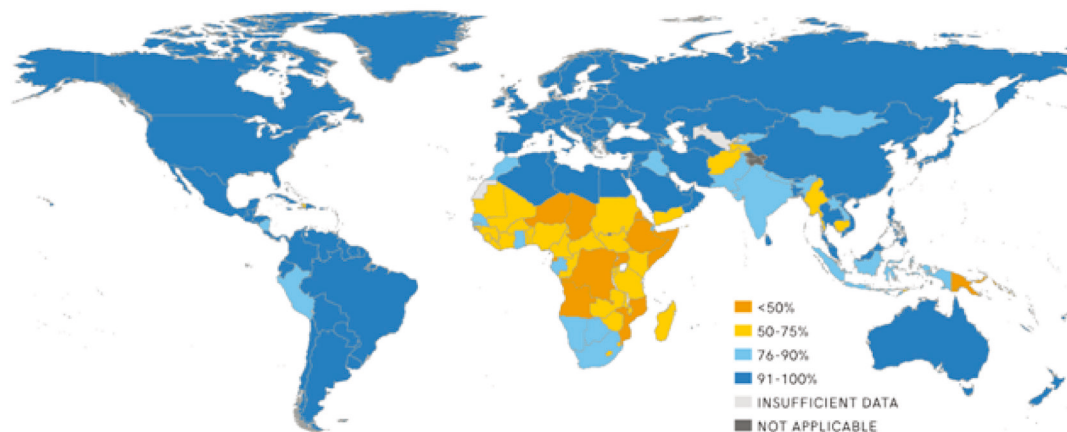 <50%
50-75%
76-90%
91-100%
INSUFFICIENT DATA
NOT APPLICABLE